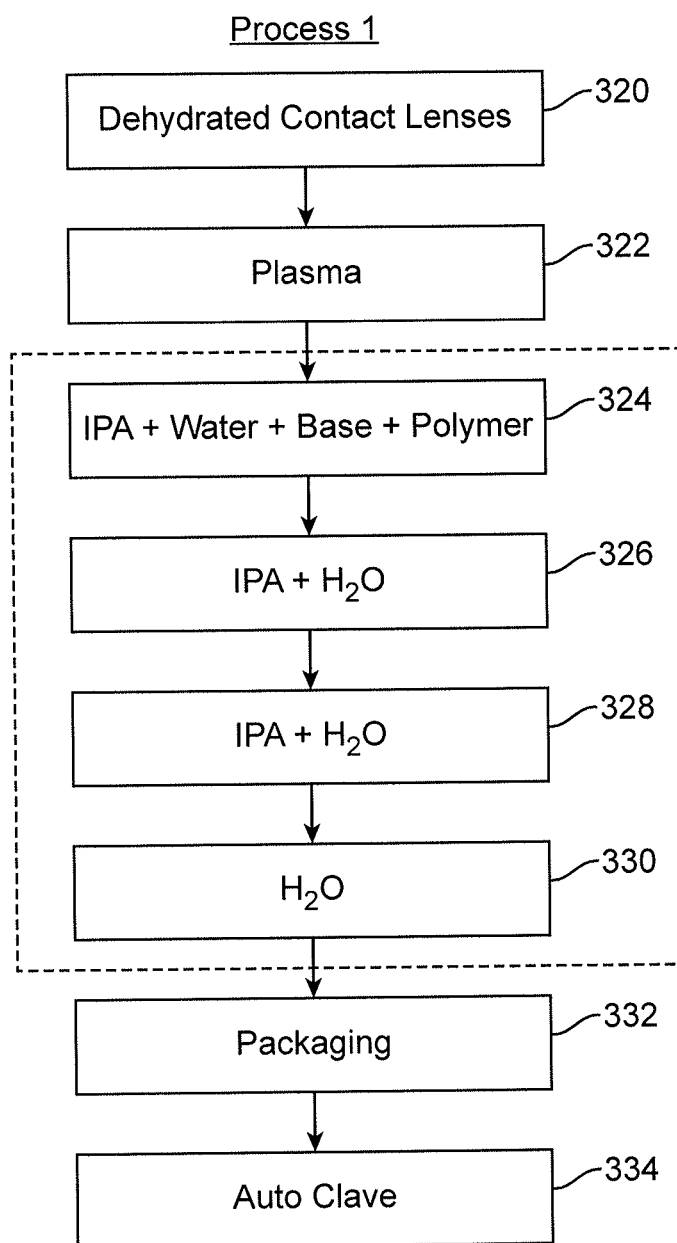 Process 1
Dehydrated Contact Lenses
320
Plasma
322
IPA + Water + Base + Polymer
324
IPA + H₂O
326
IPA + H₂O
328
H₂O
330
Packaging
332
Auto Clave
334